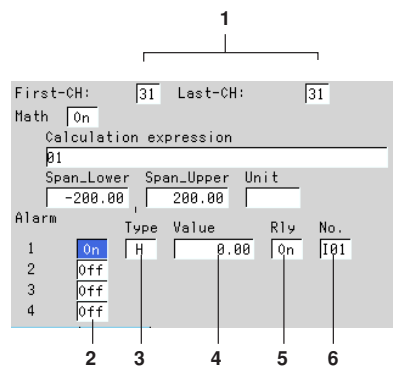 1
First-CH: 31 Last-CH: 31
Math On
Calculation expression
01
Span_Lower Span_Upper Unit
-200.00 200.00
Alarm
Type Value Rly No.
1 On H 0.00 On I01
2 Off
3 Off
4 Off
2 3 4 5 6